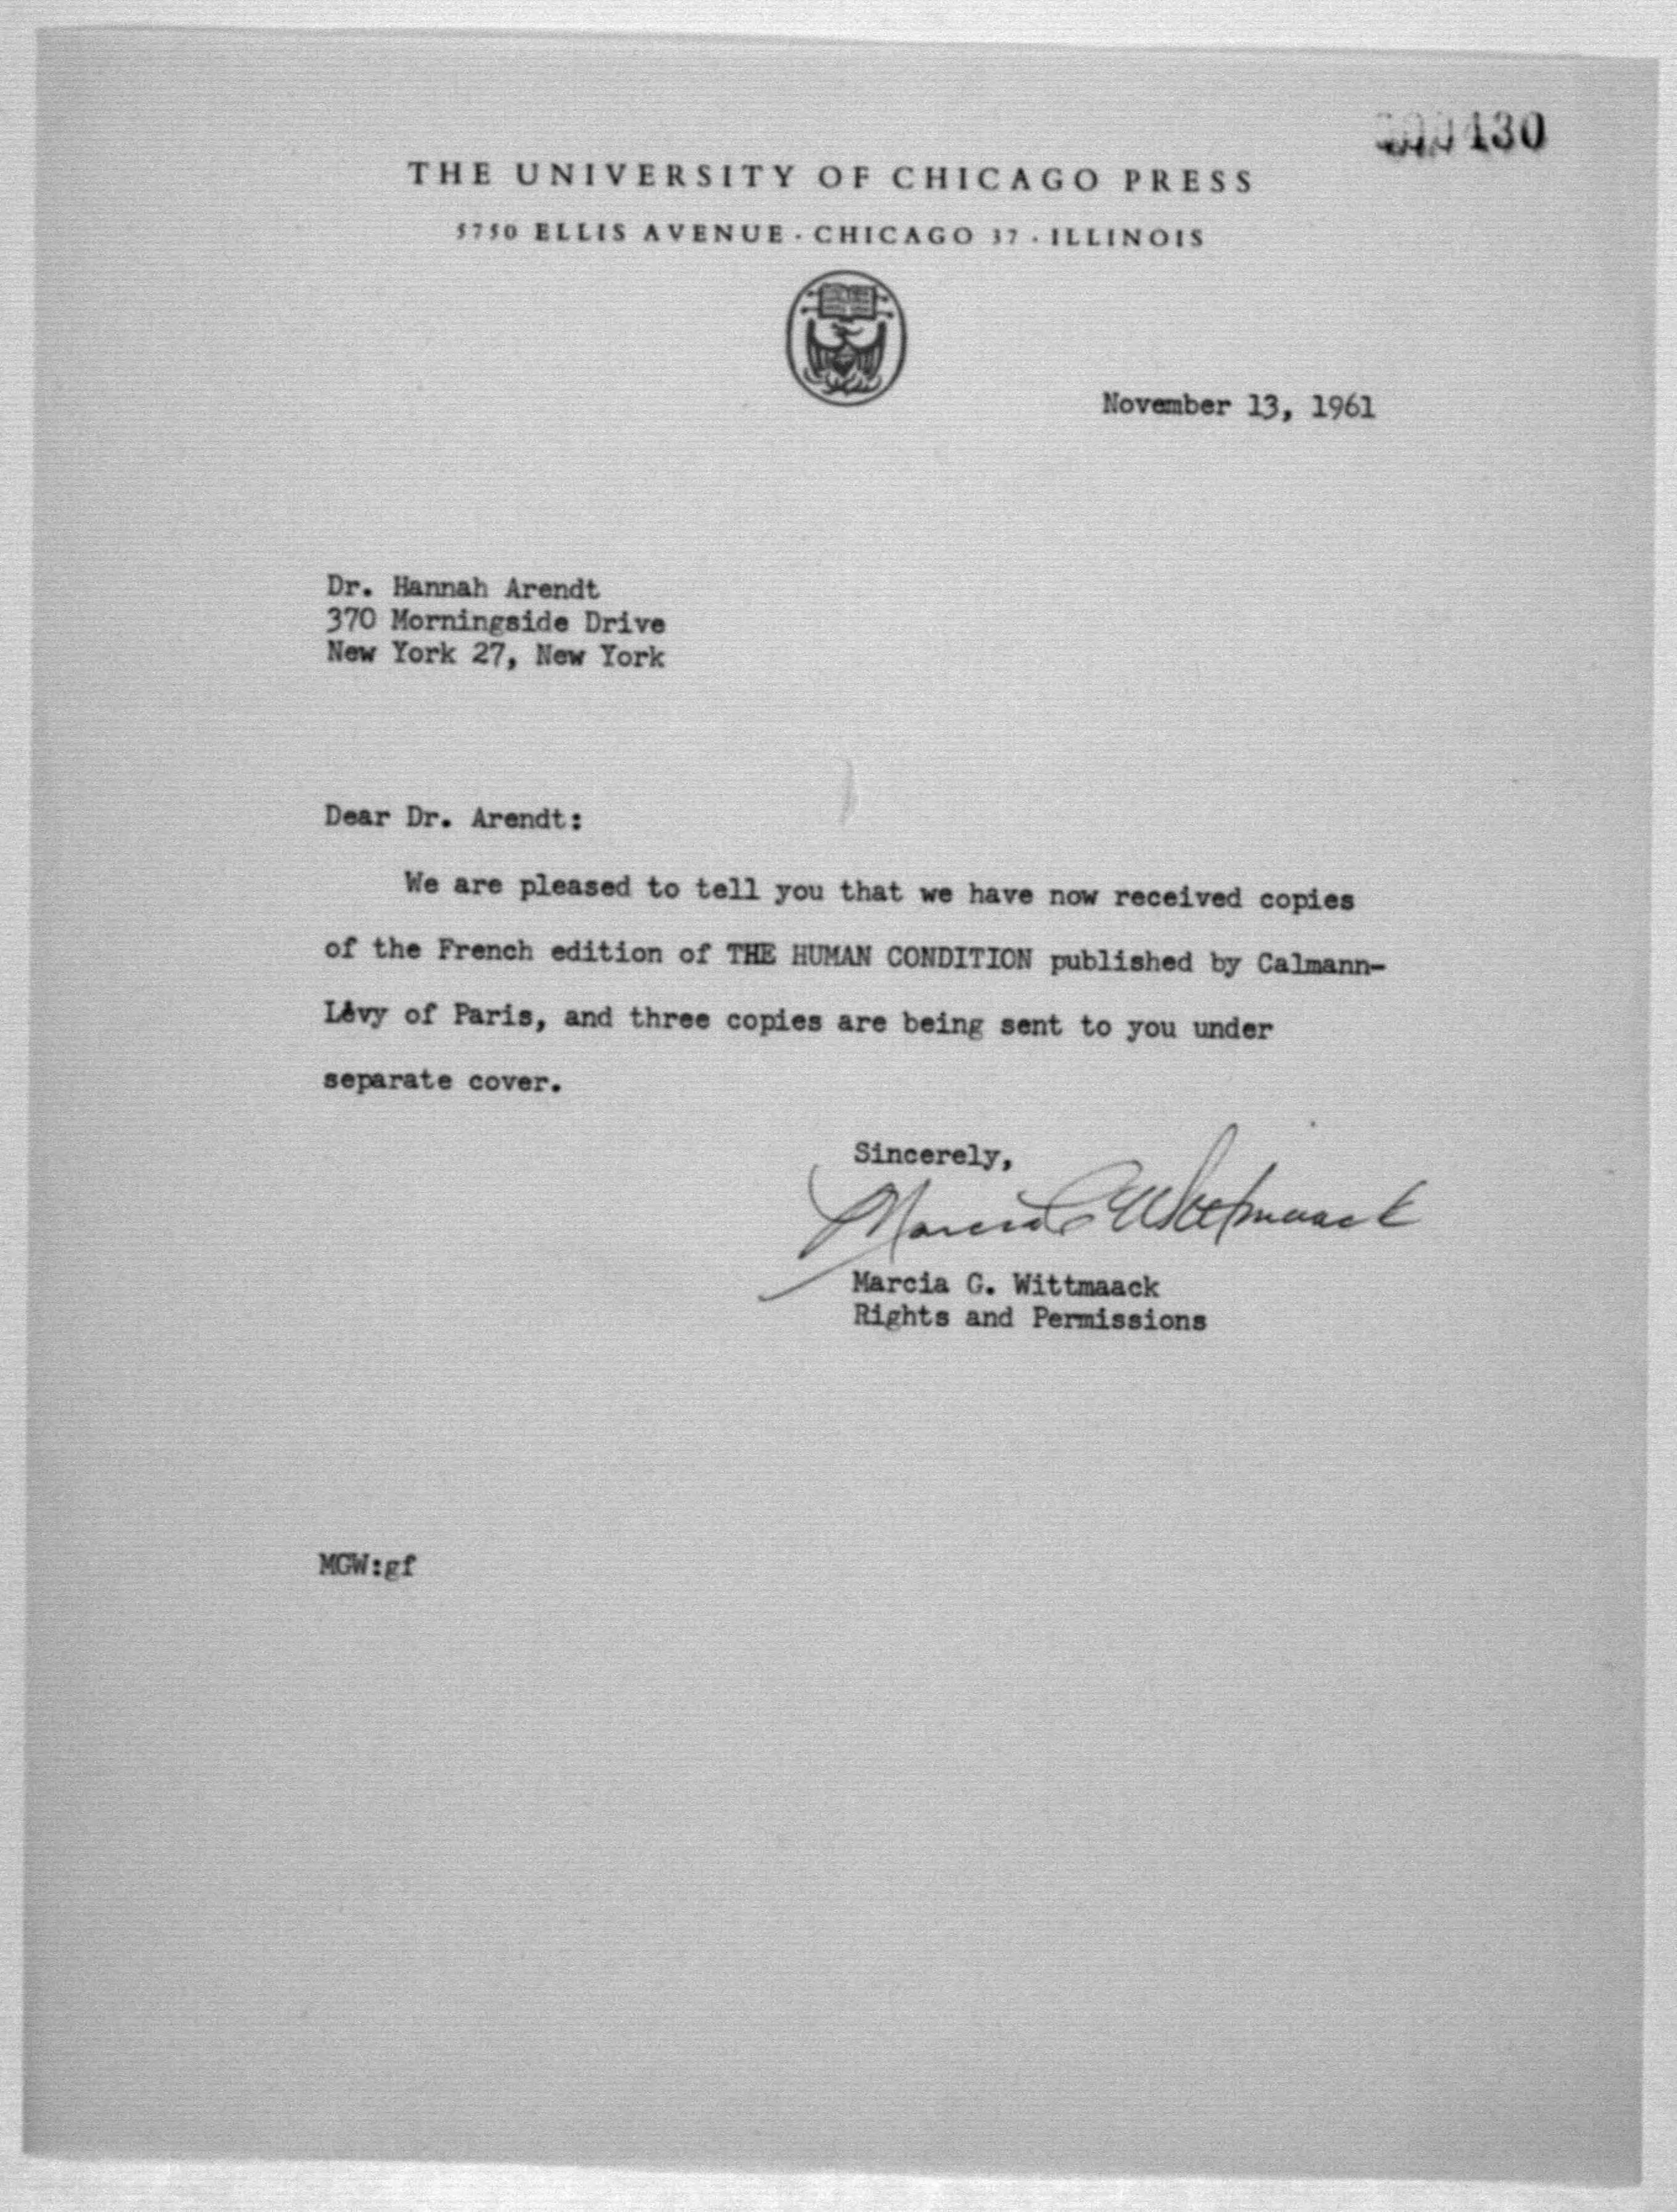 130
THE UNIVERSITY OF CHICAGO PRESS
5750 ELLIS AVENUE · CHICAGO 37 · ILLINOIS
November 13, 1961
Dr. Hannah Arendt
370 Morningside Drive
New York 27, New York
Dear Dr. Arendt:
We are pleased to tell you that we have now received copies
of the French edition of THE HUMAN CONDITION published by Calmann-
Lévy of Paris, and three copies are being sent to you under
separate cover.
Sincerely,
Marcia G Wittmaack
Marcia G. Wittmaack
Rights and Permissions
MGW:gf